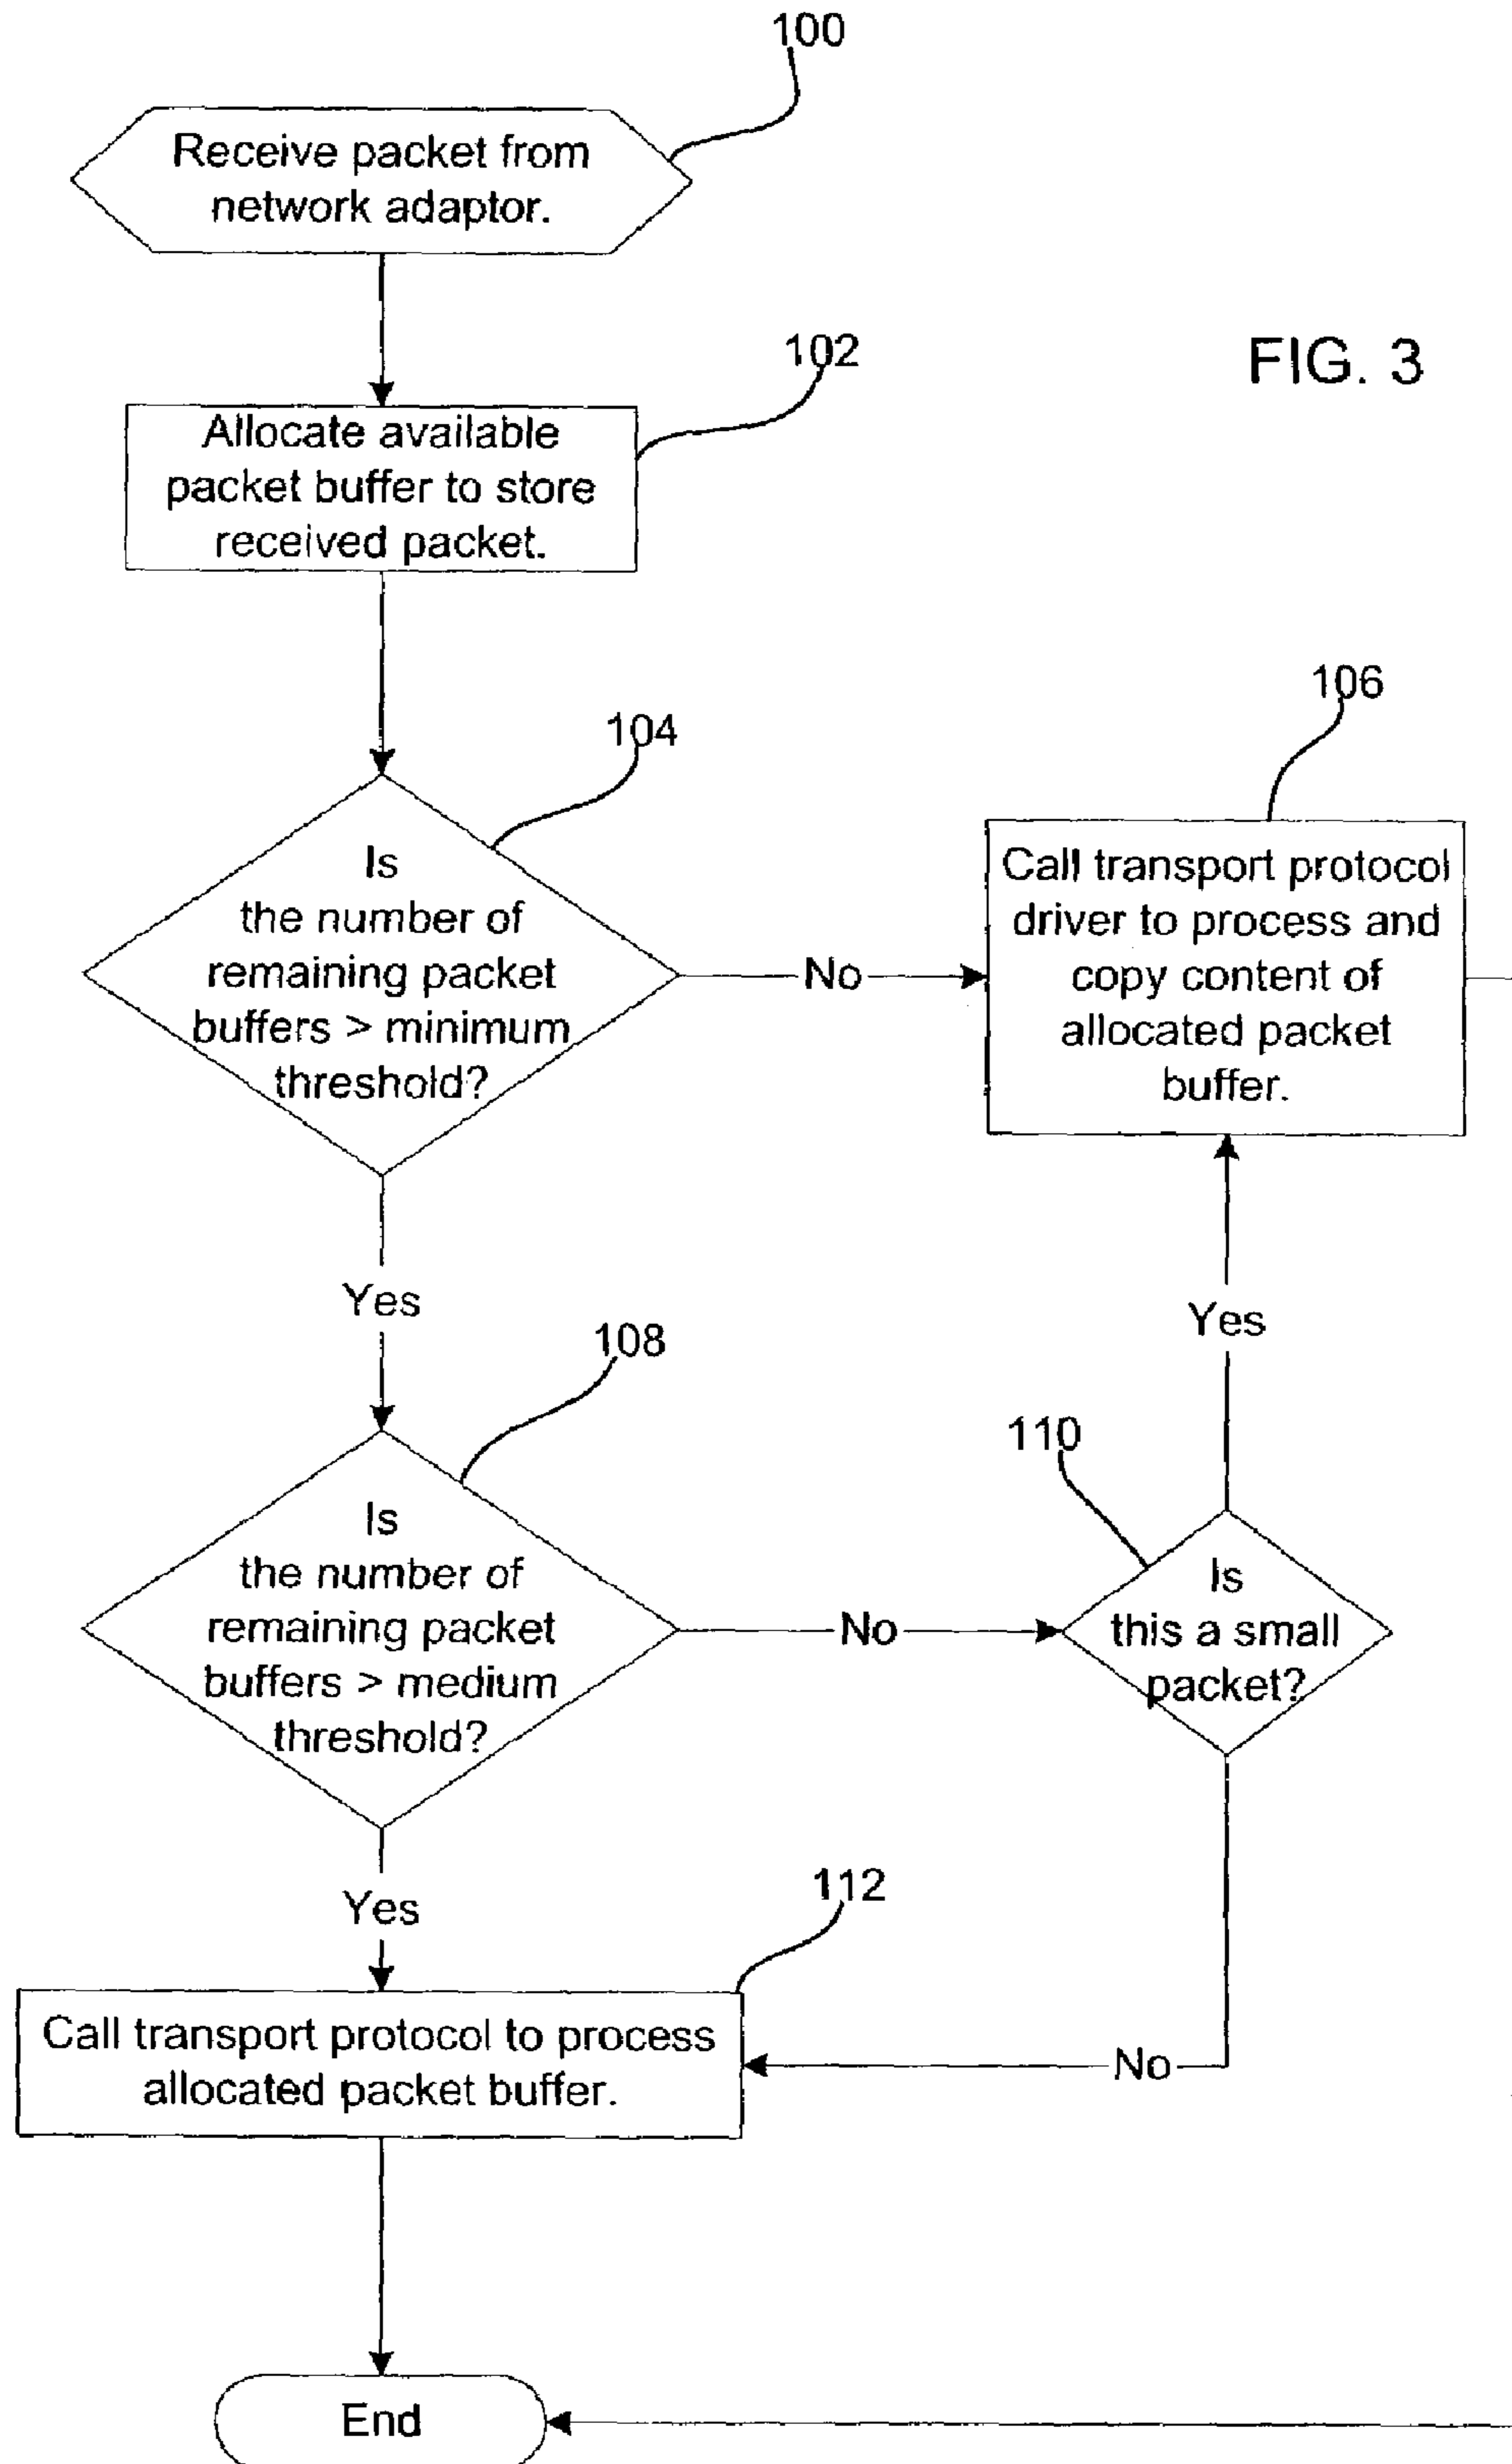 100
Receive packet from
network adaptor.
FIG. 3
102
Allocate available
packet buffer to store
received packet.
104
Is
the number of
remaining packet
buffers > minimum
threshold?
No
106
Call transport protocol
driver to process and
copy content of
allocated packet
buffer.
Yes
Yes
108
Is
the number of
remaining packet
buffers > medium
threshold?
No
110
Is
this a small
packet?
Yes
112
Call transport protocol to process
allocated packet buffer.
No
End